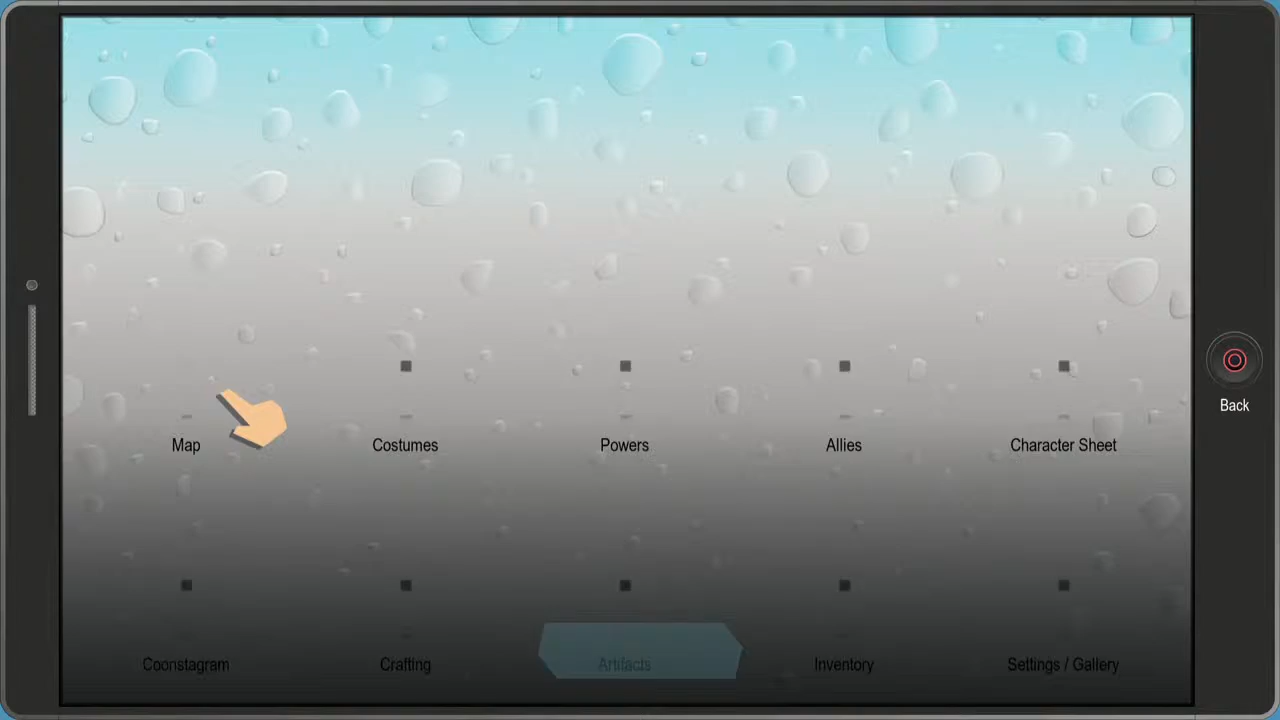 Back
Map
Costumes
Powers
Allies
Character Sheet
Coonstagram
Crafting
Artifacts
Inventory
Settings / Gallery